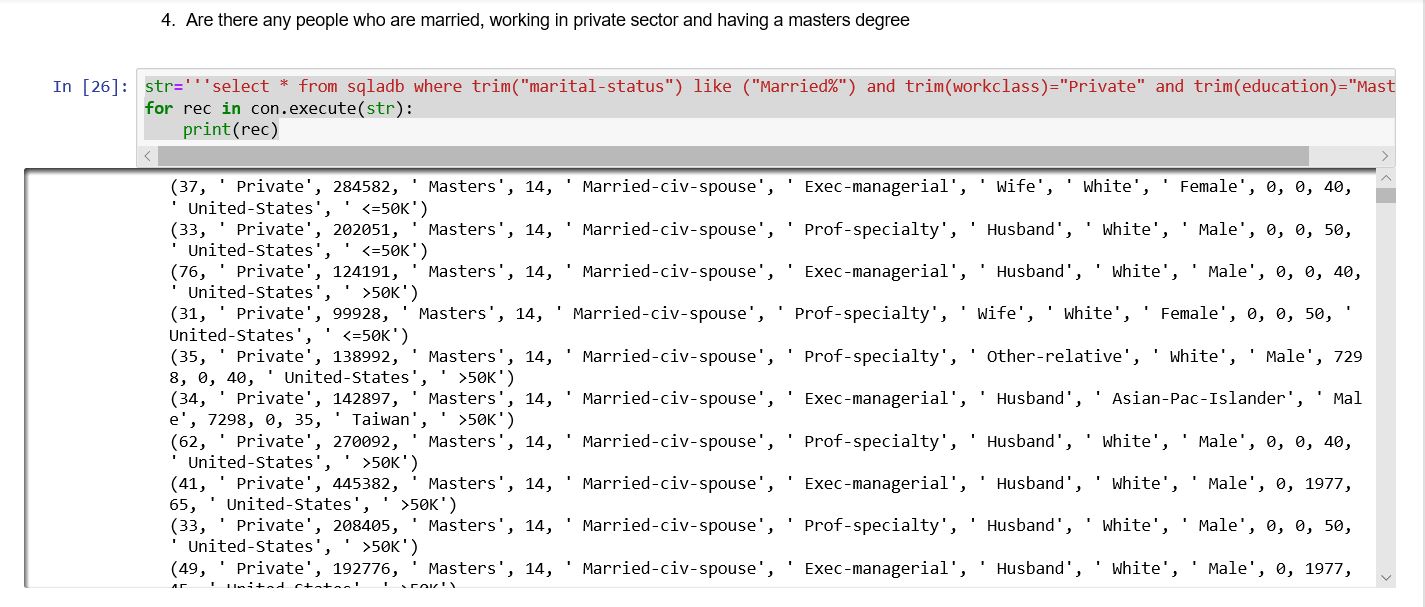 4. Are there any people who are married, working in private sector and having a masters degree
In [26]: str='''select * from sqladb where trim("marital-status") like ("Married%") and trim(workclass)="Private" and trim(education)="Mast
for rec in con.execute(str):
print(rec)
(37, ' Private', 284582, ' Masters', 14, ' Married-civ-spouse', ' Exec-managerial', ' Wife', ' White', ' Female', 0, 0, 40,
' United-States', ' <=50K')
(33, ' Private', 202051, ' Masters', 14, ' Married-civ-spouse', ' Prof-specialty', ' Husband', ' White', ' Male', 0, 0, 50,
' United-States', ' <=50K')
(76, ' Private', 124191, ' Masters', 14, ' Married-civ-spouse', ' Exec-managerial', ' Husband', ' White', ' Male', 0, 0, 40,
' United-States', ' >50K')
(31, ' Private', 99928, ' Masters', 14, ' Married-civ-spouse', ' Prof-specialty', ' Wife', ' White', ' Female', 0, 0, 50, '
United-States', ' <=50K')
(35, ' Private', 138992, ' Masters', 14, ' Married-civ-spouse', ' Prof-specialty', ' Other-relative', ' White', ' Male', 729
8, 0, 40, ' United-States', ' >50K')
(34, ' Private', 142897, ' Masters', 14, ' Married-civ-spouse', ' Exec-managerial', ' Husband', ' Asian-Pac-Islander', ' Mal
e', 7298, 0, 35, ' Taiwan', ' >50K')
(62, ' Private', 270092, ' Masters', 14, ' Married-civ-spouse', ' Prof-specialty', ' Husband', ' White', ' Male', 0, 0, 40,
' United-States', ' >50K')
(41, ' Private', 445382, ' Masters', 14, ' Married-civ-spouse', ' Exec-managerial', ' Husband', ' White', ' Male', 0, 1977,
65, ' United-States', ' >50K')
(33, ' Private', 208405, ' Masters', 14, ' Married-civ-spouse', ' Prof-specialty', ' Husband', ' White', ' Male', 0, 0, 50,
' United-States', ' >50K')
(49, ' Private', 192776, ' Masters', 14, ' Married-civ-spouse', ' Exec-managerial', ' Husband', ' White', ' Male', 0, 1977,